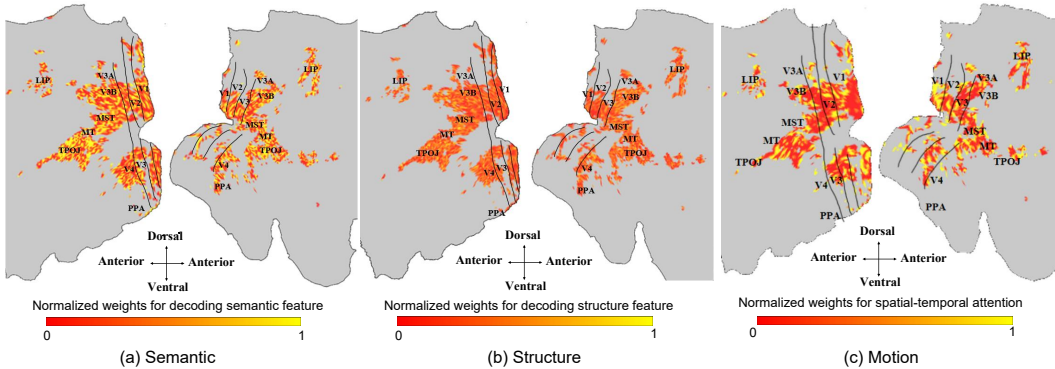 LIP
V3A
V3B
V1
V2
MST
MT
TPOJ
V3
V4
PPA
V1
V2
V3
V3A
V3B
LIP
MST
MT
TPOJ
V4
Dorsal
Anterior Anterior
Ventral
Normalized weights for decoding semantic feature
0 1
(a) Semantic
LIP
V3A
V3B
V1
V2
MST
MT
TPOJ
V3
V4
PPA
V1
V2
V3
V3A
V3B
LIP
MST
MT
TPOJ
V4
PPA
Dorsal
Anterior Anterior
Ventral
Normalized weights for decoding structure feature
0 1
(b) Structure
LIP
V3A
V3B
V1
V2
MST
MT
TPOJ
V3
V4
PPA
V1
V2
V3
V3A
V3B
LIP
MST
MT
TPOJ
V4
PPA
Dorsal
Anterior Anterior
Ventral
Normalized weights for spatial-temporal attention
0 1
(c) Motion